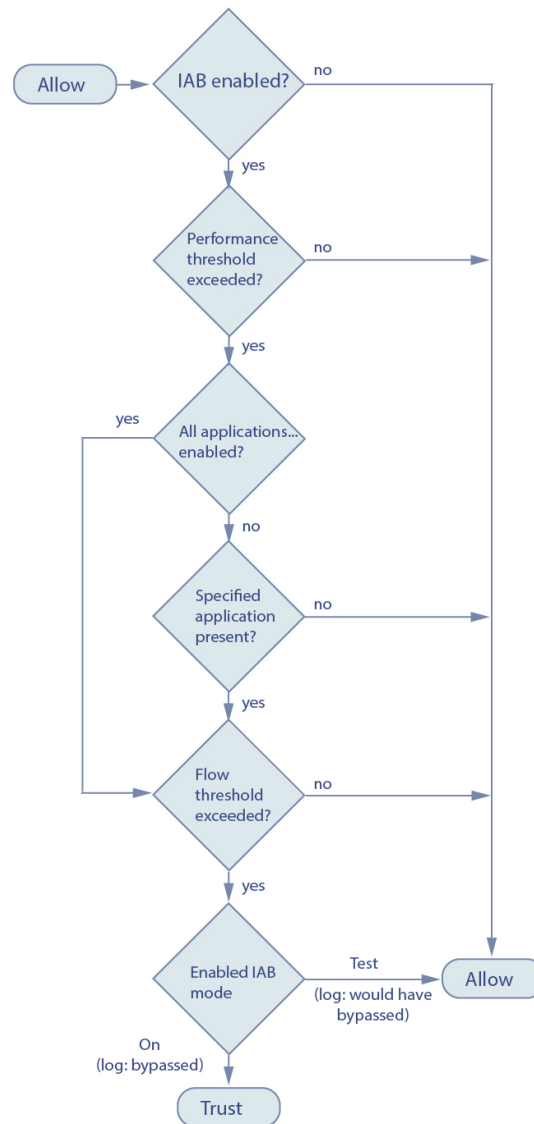 Allow
IAB enabled?
no
yes
Performance
threshold
exceeded?
no
yes
yes
All applications...
enabled?
no
Specified
application
present?
no
yes
Flow
threshold
exceeded?
no
yes
Enabled IAB
mode
Test
(log: would have
bypassed)
Allow
On
(log: bypassed)
Trust